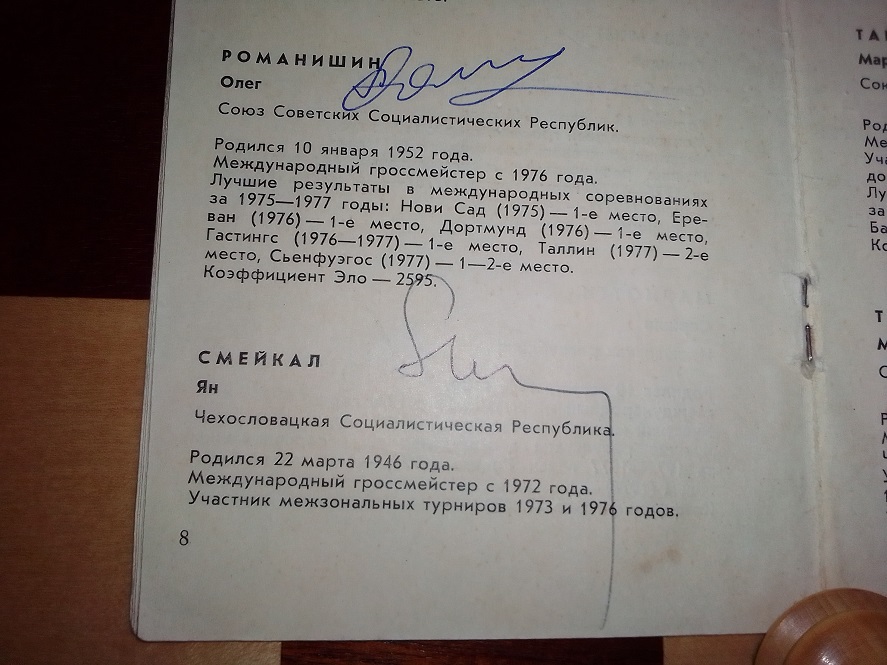 РОМАНИШИН
Олег
Союз Советских Социалистических Республик.
Родился 10 января 1952 года.
Международный гроссмейстер с 1976 года.
Лучшие результаты в международных соревнованиях
за 1975—1977 годы: Нови Сад (1975) — 1-е место, Ере-
ван (1976) — 1-е место, Дортмунд (1976) — 1-е место,
Гастингс (1976—1977) — 1-е место, Таллин (1977) — 2-е
место, Сьенфуэгос (1977) — 1—2-е место.
Коэффициент Эло — 2595.
СМЕЙКАЛ
Ян
Чехословацкая Социалистическая Республика.
Родился 22 марта 1946 года.
Международный гроссмейстер с 1972 года.
Участник межзональных турниров 1973 и 1976 годов.
8